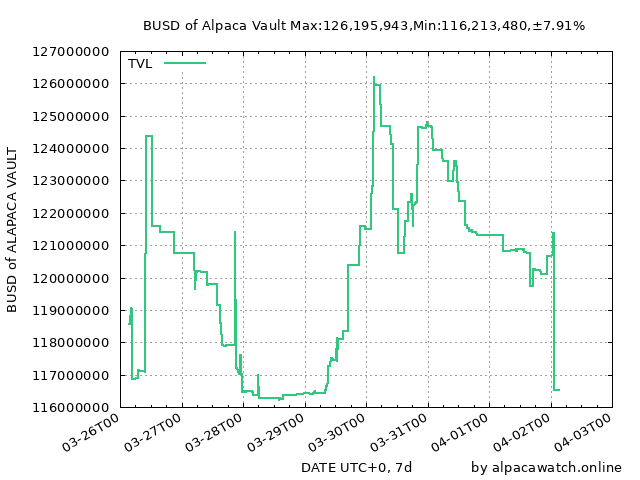 BUSD of Alpaca Vault Max:126,195,943,Min:116,213,480,±7.91%
TVL
127000000
126000000
125000000
124000000
123000000
122000000
121000000
120000000
119000000
118000000
117000000
116000000
BUSD of ALAPACA VAULT
03-26T00
03-27T00
03-28T00
03-29T00
03-30T00
03-31T00
04-01T00
04-02T00
04-03T00
DATE UTC+0, 7d
by alpacawatch.online